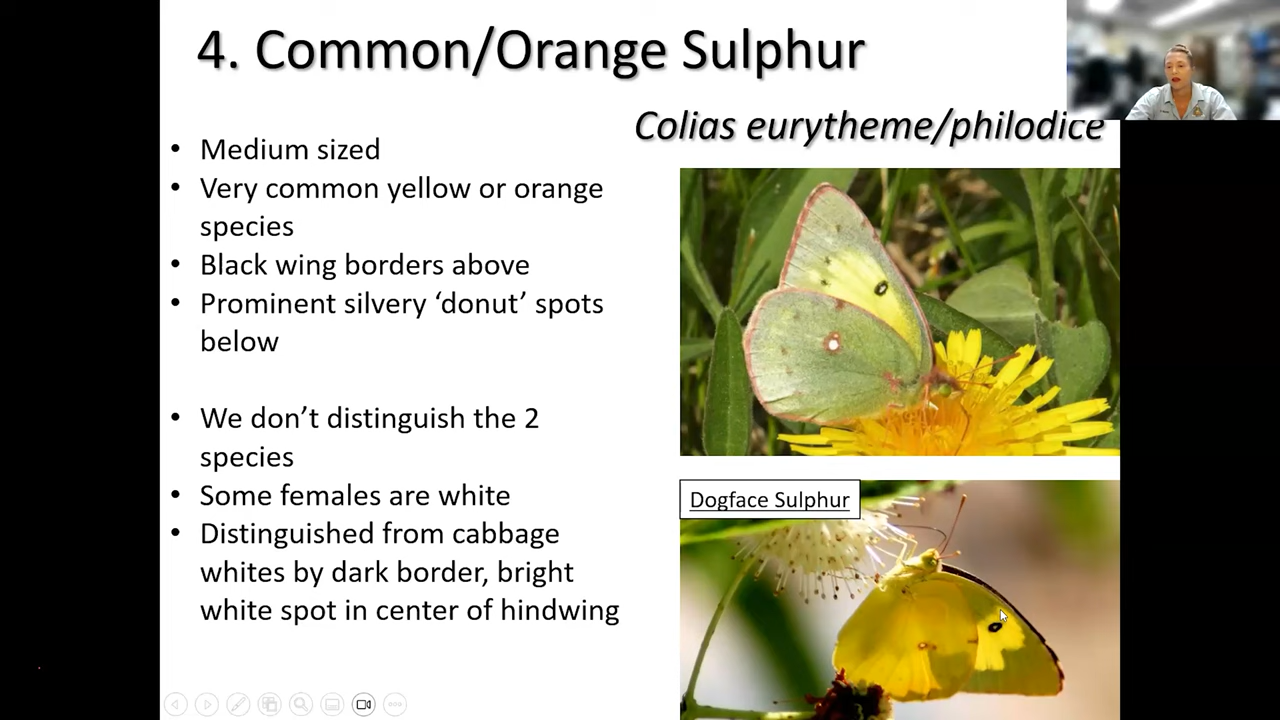 4. Common/Orange Sulphur
Colias eurytheme/philodice
• Medium sized
• Very common yellow or orange
species
• Black wing borders above
• Prominent silvery ‘donut’ spots
below
• We don’t distinguish the 2
species
• Some females are white
• Distinguished from cabbage
whites by dark border, bright
white spot in center of hindwing
Dogface Sulphur